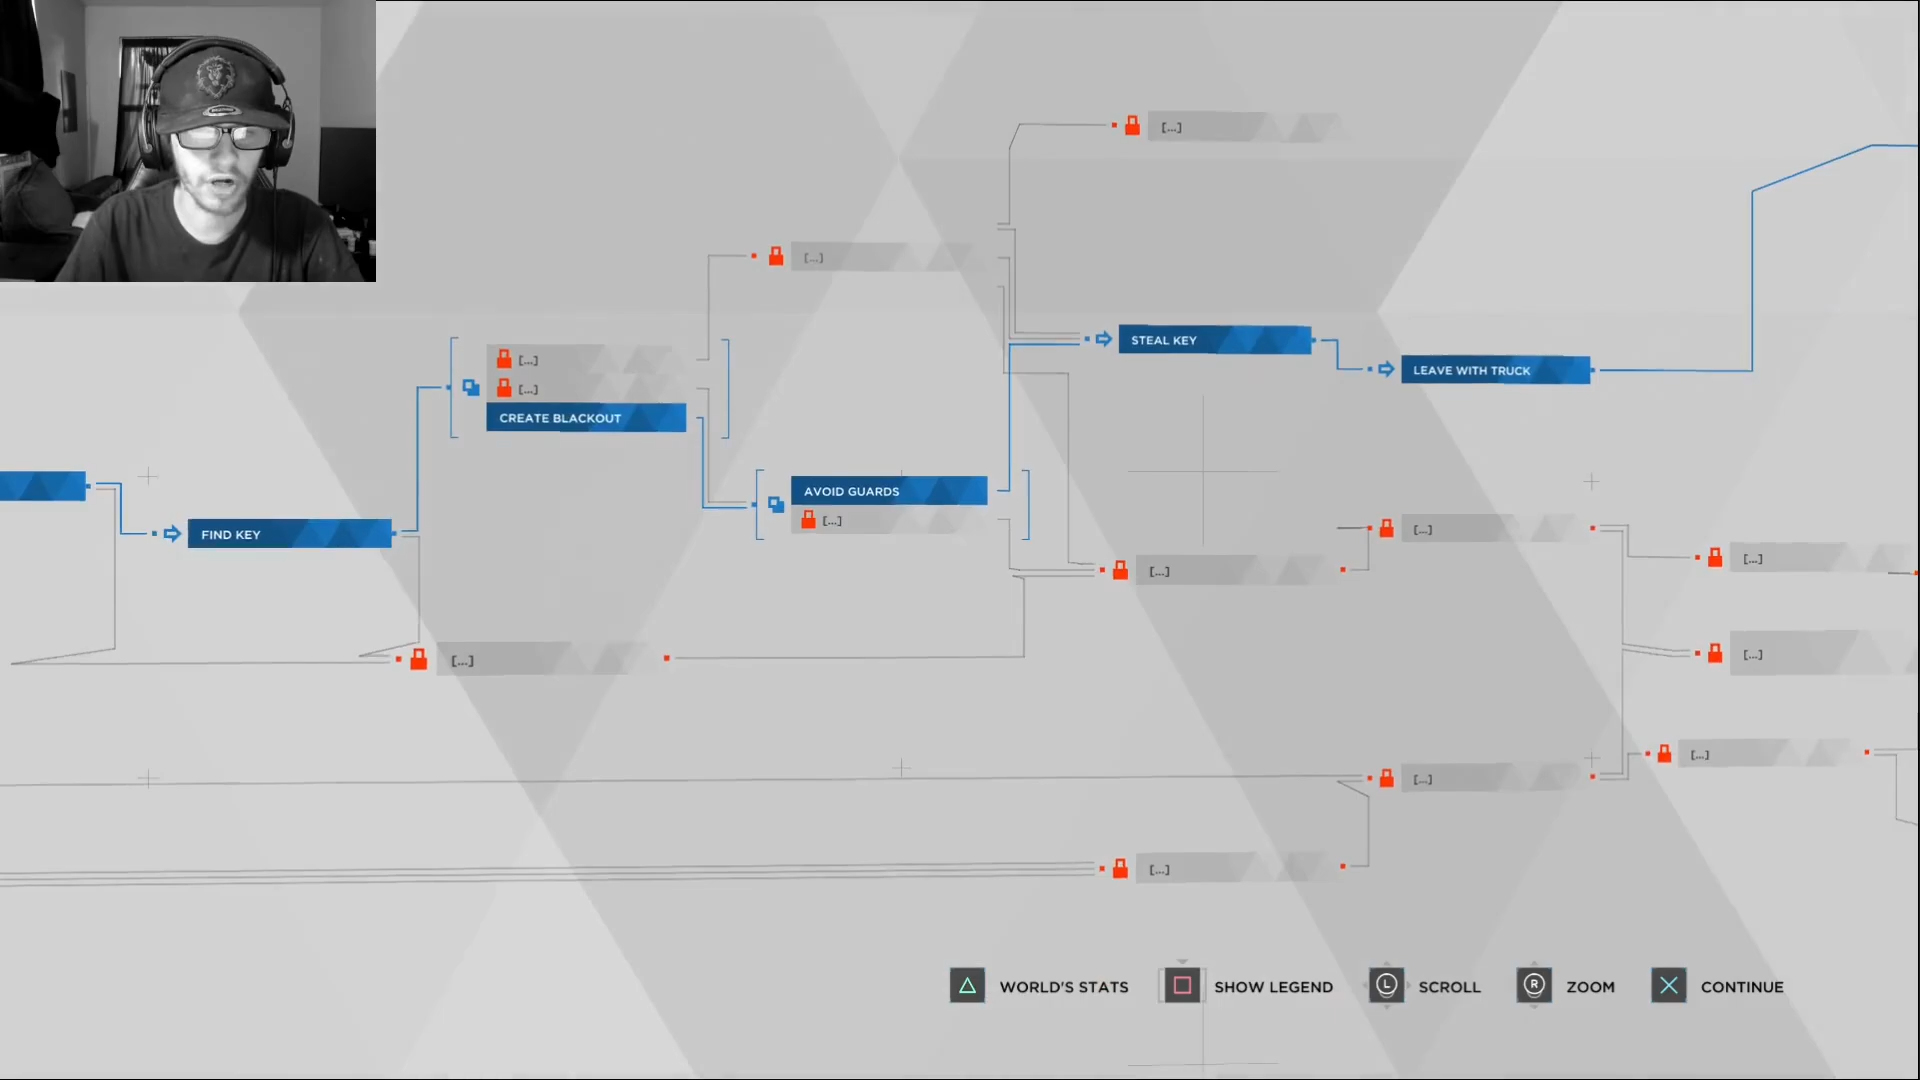 [...]
[...]
[...]
[...]
CREATE BLACKOUT
STEAL KEY
LEAVE WITH TRUCK
AVOID GUARDS
[...]
FIND KEY
[...]
[...]
[...]
[...]
[...]
[...]
[...]
[...]
WORLD'S STATS
SHOW LEGEND
L
SCROLL
R
ZOOM
CONTINUE